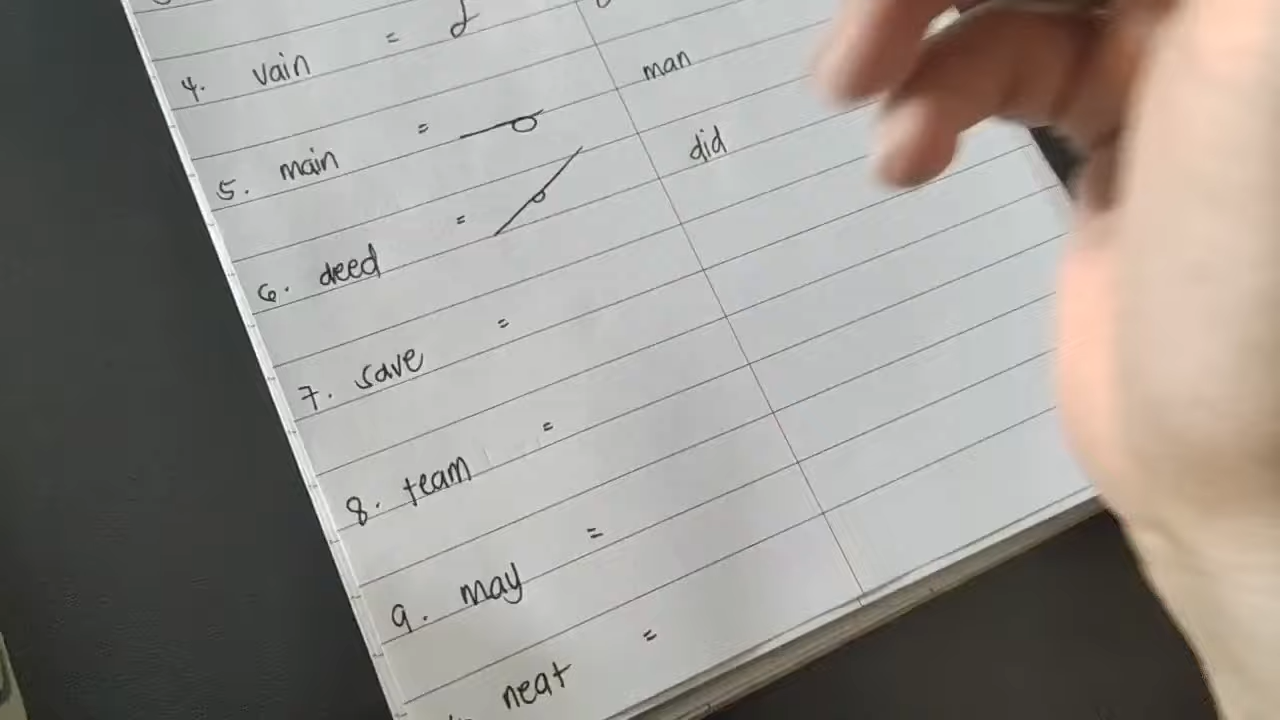 4. vain =
man
5. main =
did
6. deed =
7. save =
8. team =
9. may =
neat =